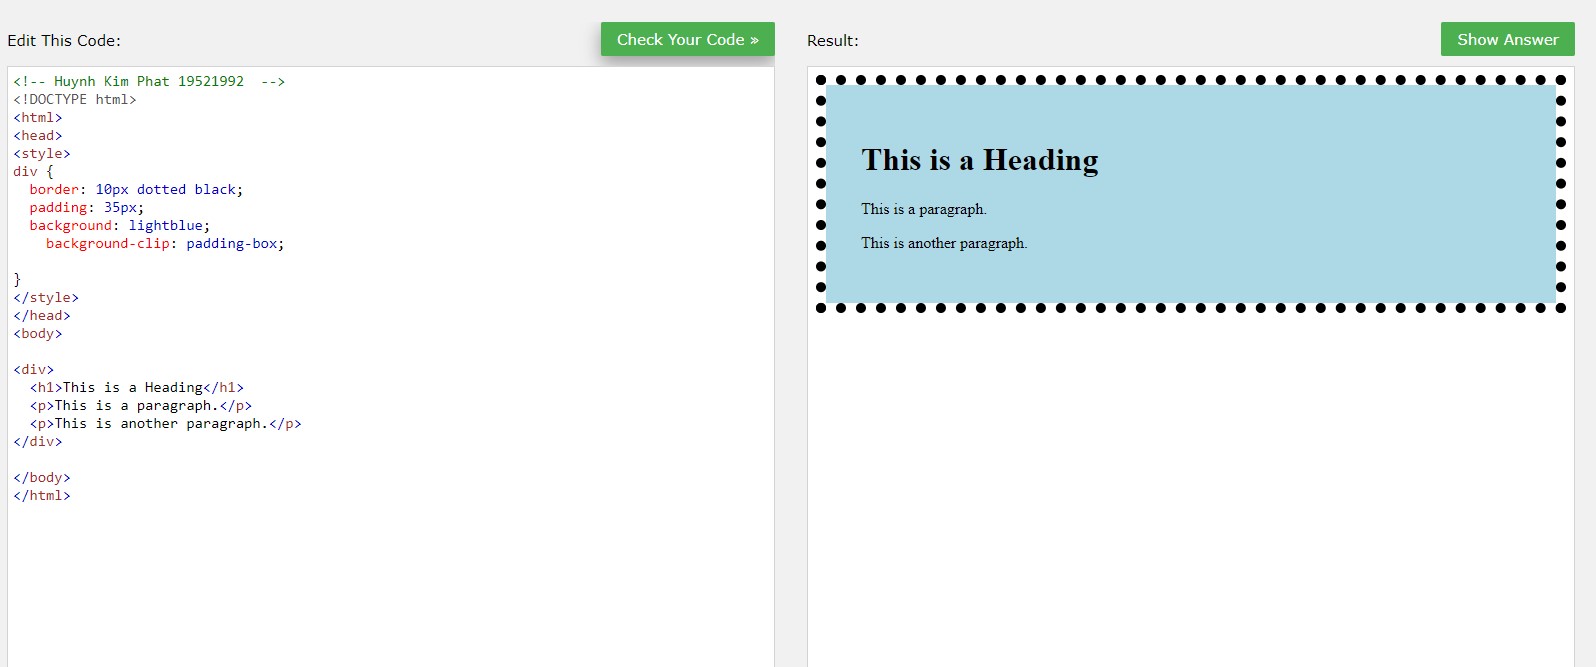 Edit This Code:
Check Your Code »
<!-- Huynh Kim Phat 19521992  -->
<!DOCTYPE html>
<html>
<head>
<style>
div {
  border: 10px dotted black;
  padding: 35px;
  background: lightblue;
    background-clip: padding-box;
}
</style>
</head>
<body>
<div>
  <h1>This is a Heading</h1>
  <p>This is a paragraph.</p>
  <p>This is another paragraph.</p>
</div>
</body>
</html>
Result:
Show Answer
This is a Heading
This is a paragraph.
This is another paragraph.